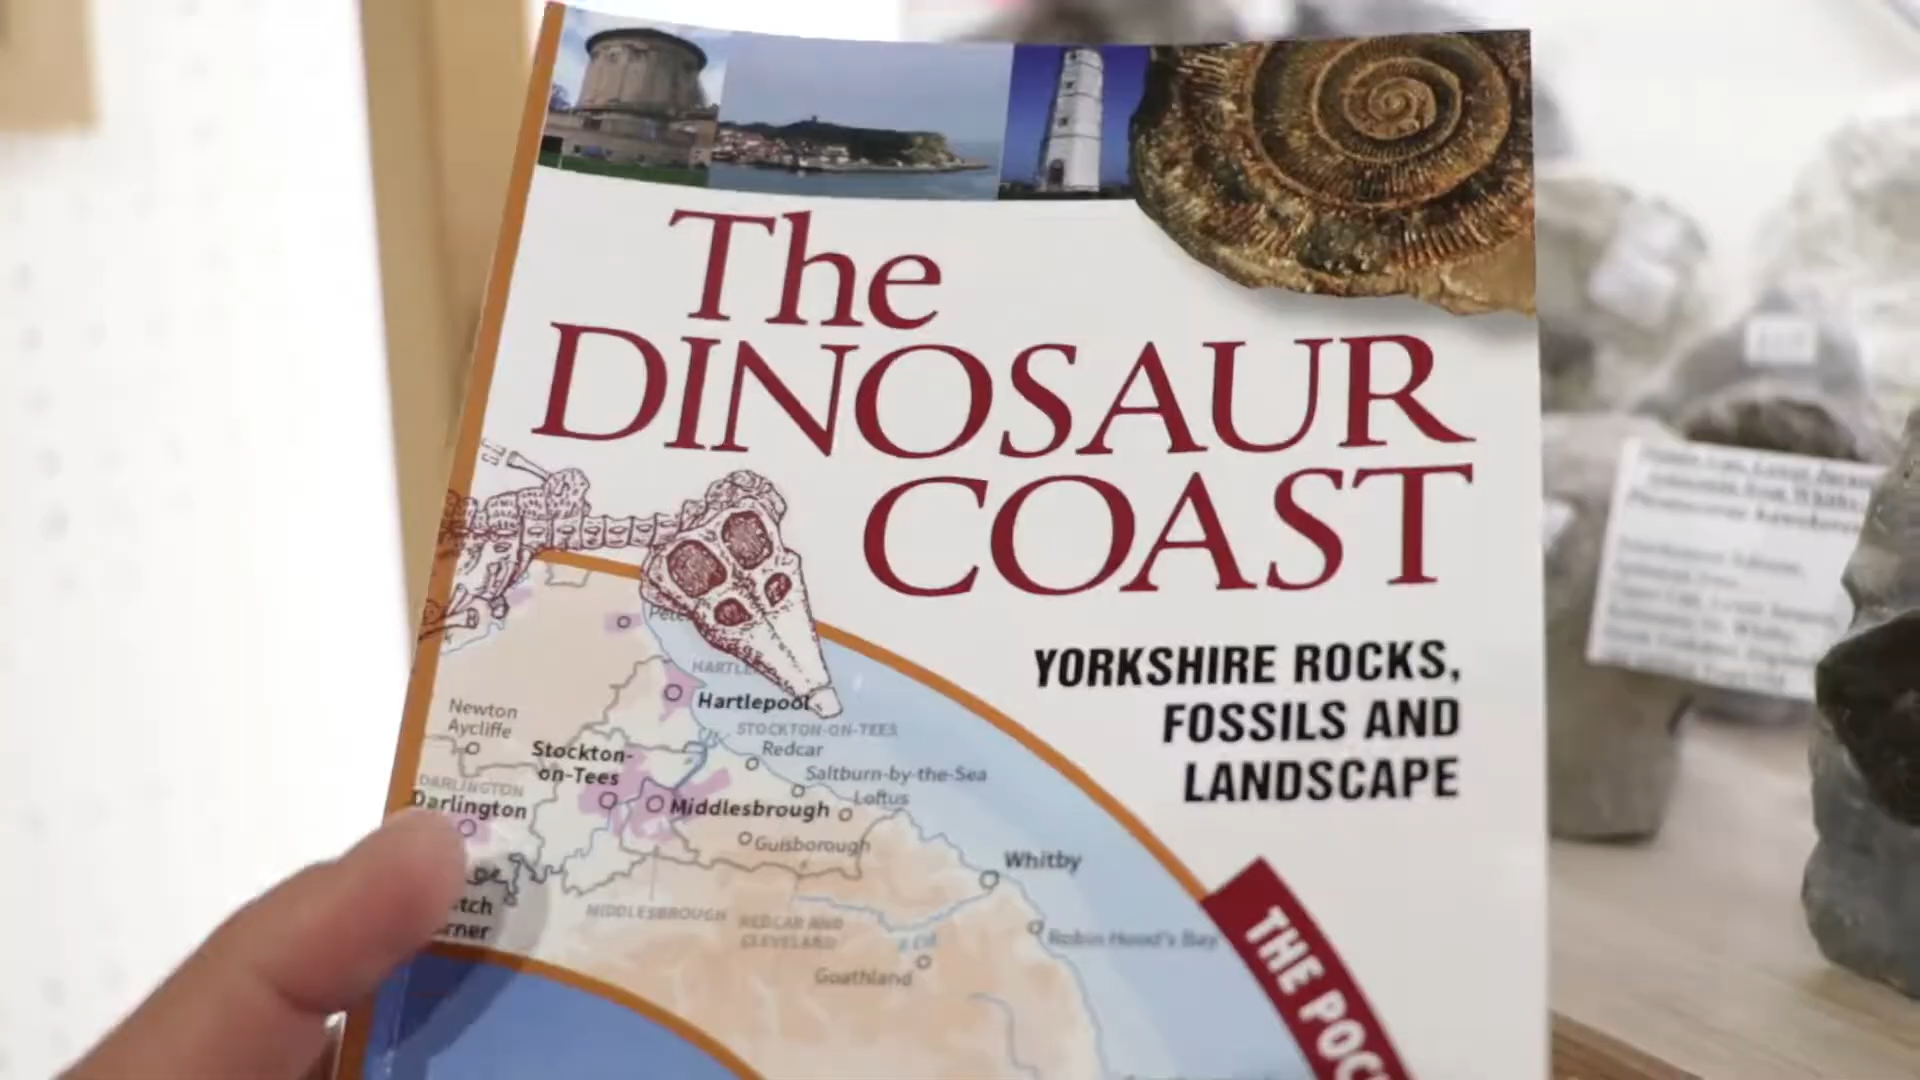 The
DINOSAUR
COAST
YORKSHIRE ROCKS,
FOSSILS AND
LANDSCAPE
THE POC
Hartlepool
STOCKTON-ON-TEES
Newton
Aycliffe
Stockton-
on-Tees
Redcar
Saltburn-by-the-Sea
Loftus
DARLINGTON
Darlington
Middlesbrough
Guisborough
Whitby
MIDDLESBROUGH
REDCAR AND
CLEVELAND
Robin Hood's Bay
Goathland